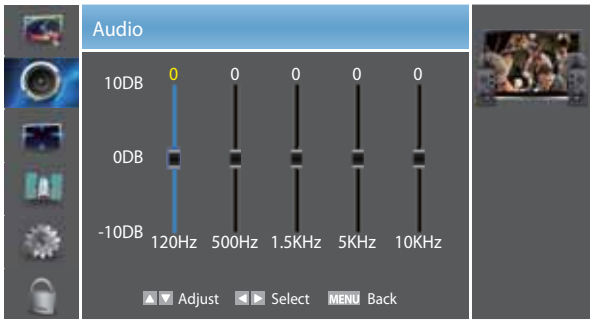 Audio
0 0 0 0 0
10DB
0DB
-10DB
120Hz 500Hz 1.5KHz 5KHz 10KHz
▲▼ Adjust ◀▶ Select MENU Back